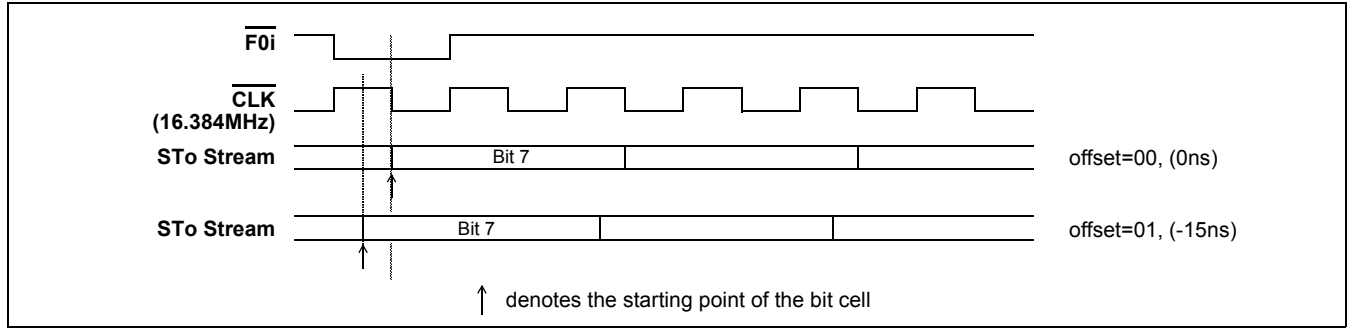 F0i
CLK
(16.384MHz)
STo Stream Bit 7 offset=00, (0ns)
STo Stream Bit 7 offset=01, (-15ns)
↑ denotes the starting point of the bit cell